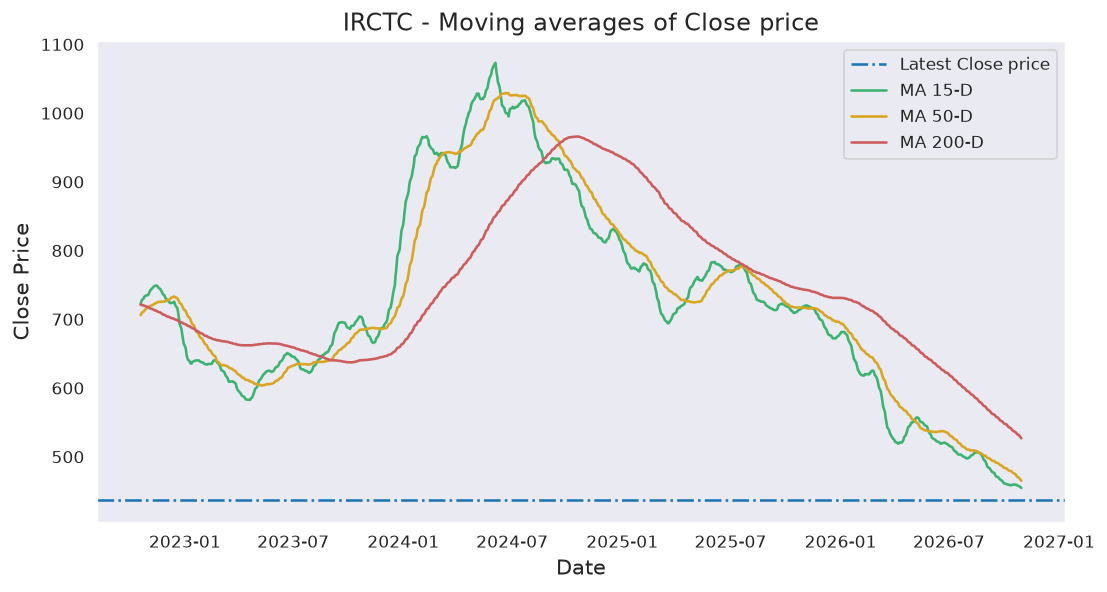 IRCTC - Moving averages of Close price
1100
1000
900
800
700
600
500
Close Price
Latest Close price
MA 15-D
MA 50-D
MA 200-D
2023-01 2023-07 2024-01 2024-07 2025-01 2025-07 2026-01 2026-07 2027-01
Date